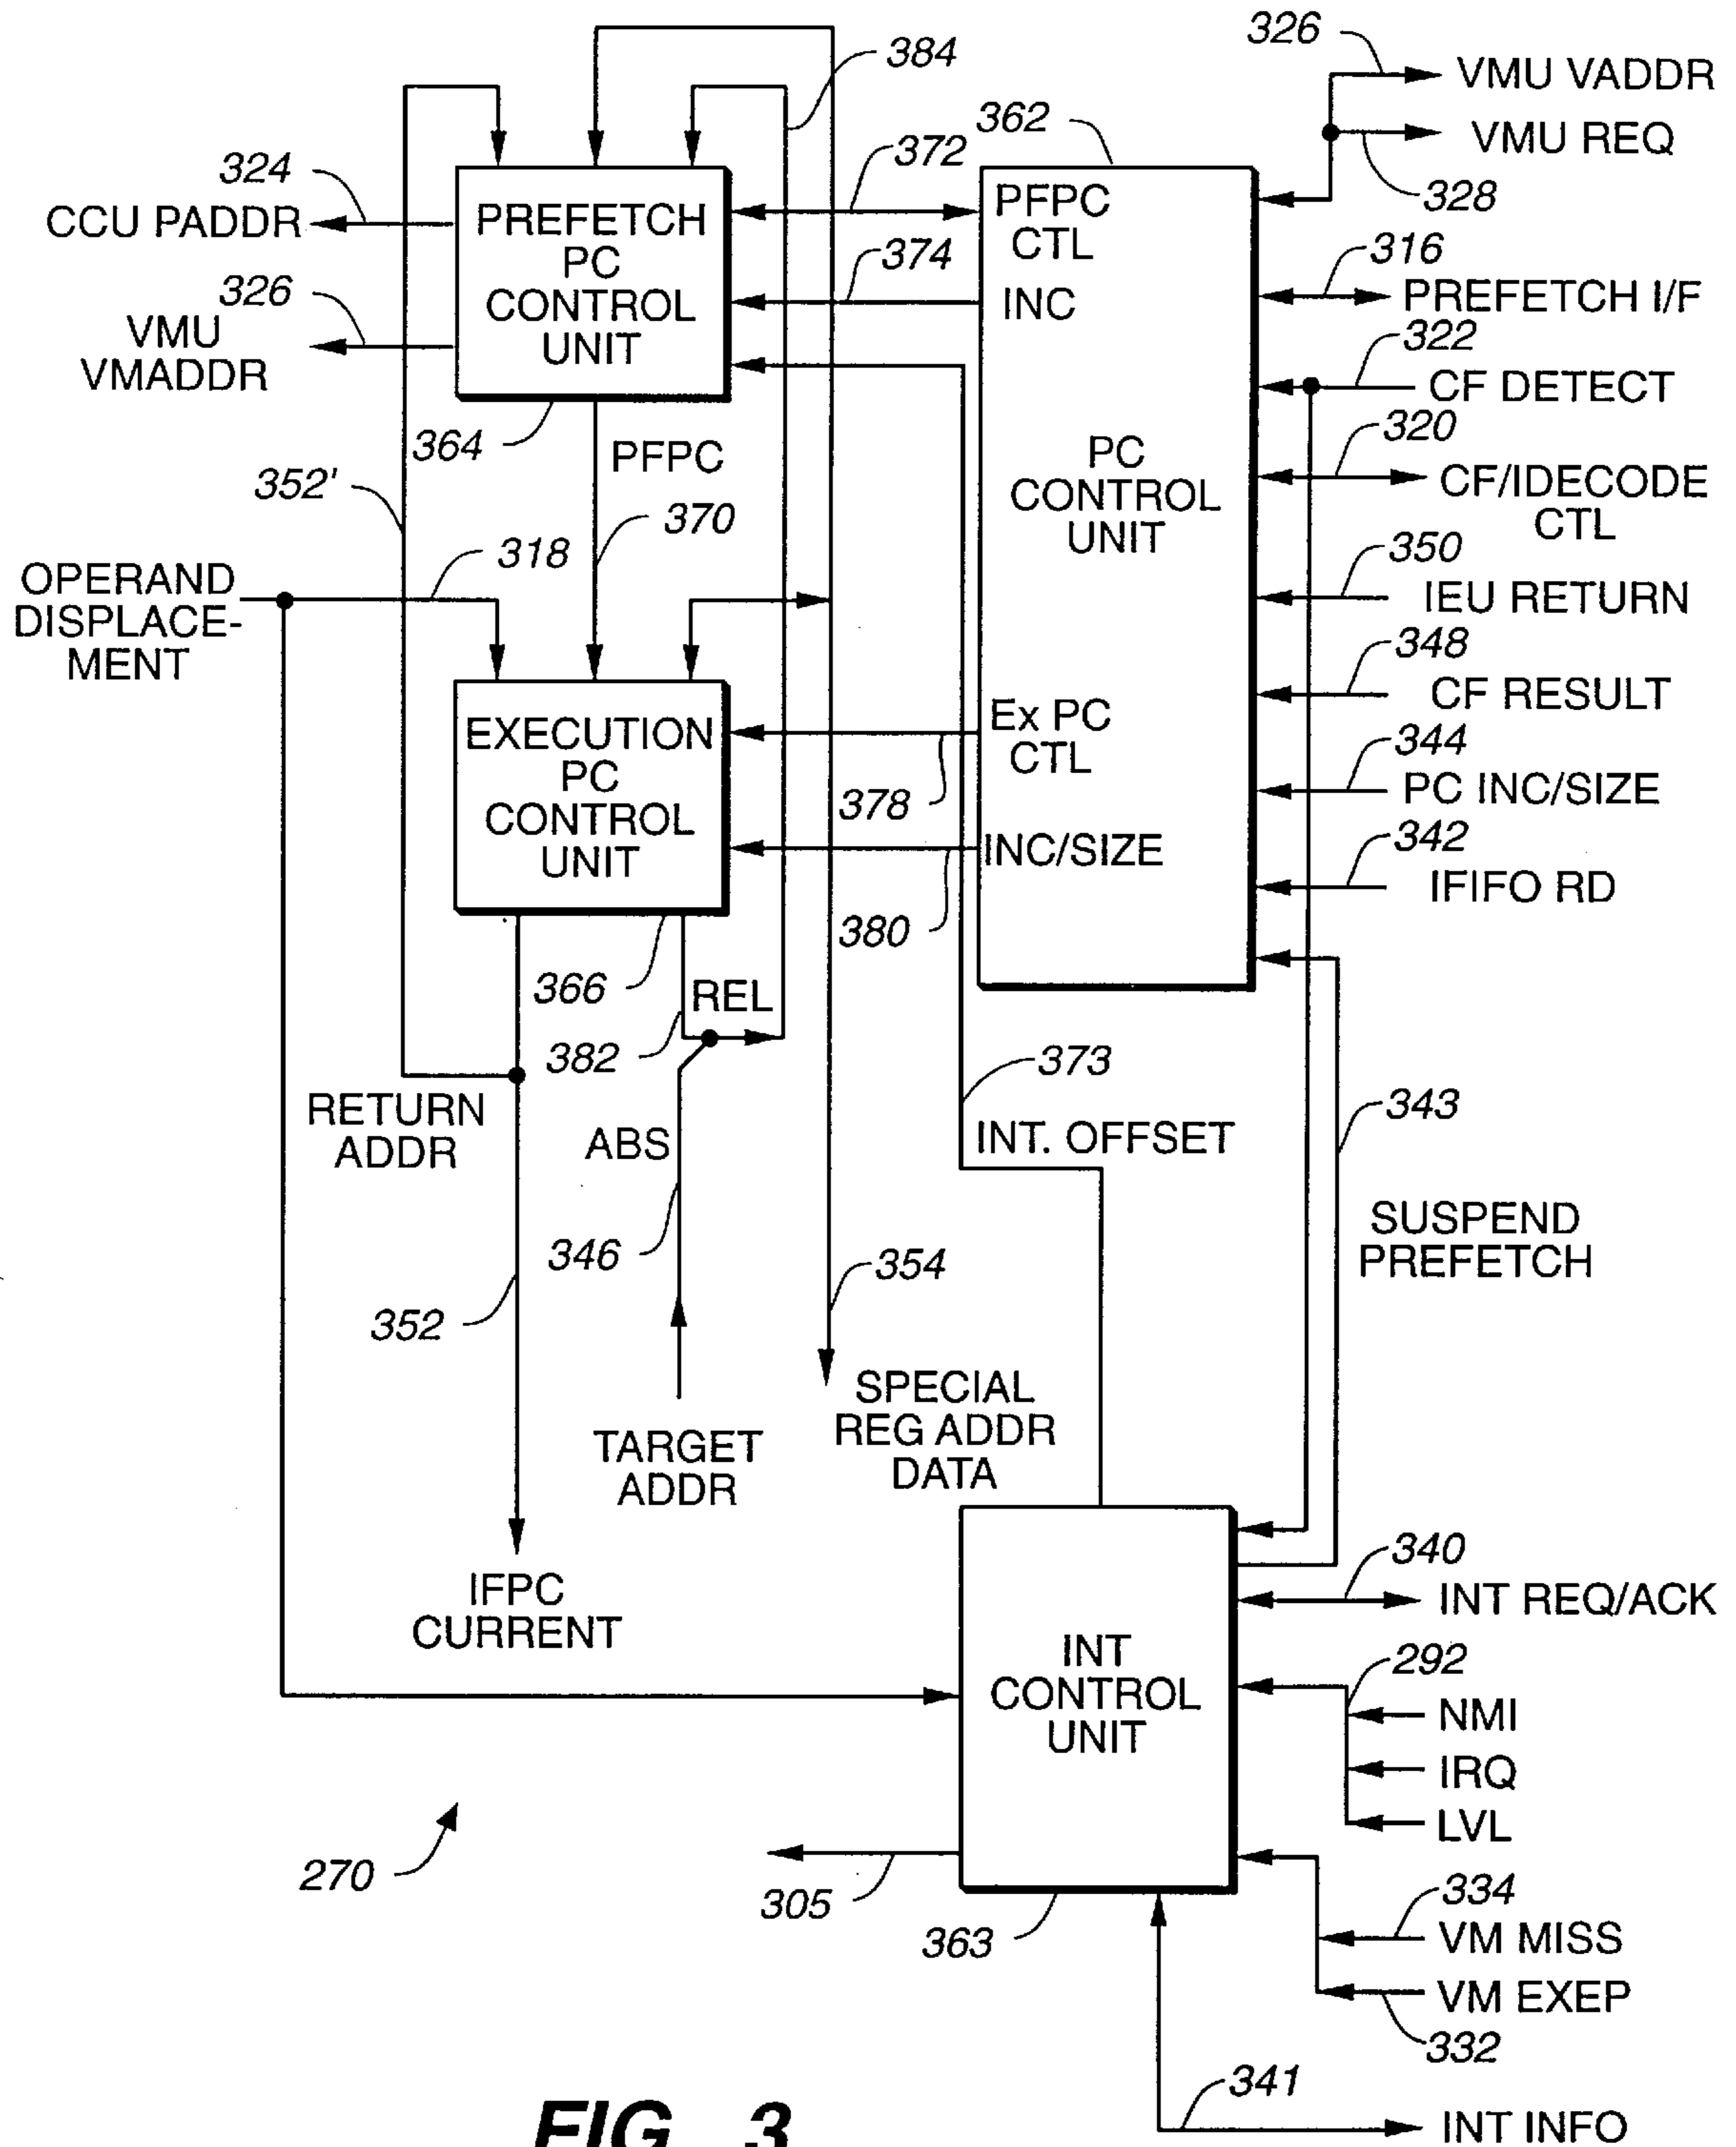 326
VMU VADDR
384
362
VMU REQ
372
324
328
CCU PADDR
PREFETCH
PC
CONTROL
UNIT
PFPC
CTL
374
316
326
INC
PREFETCH I/F
VMU
VMADDR
322
CF DETECT
364
PFPC
320
PC
CONTROL
UNIT
352'
CF/IDECODE
CTL
370
318
350
OPERAND
DISPLACE-
MENT
IEU RETURN
348
CF RESULT
EXECUTION
PC
CONTROL
UNIT
Ex PC
CTL
344
378
PC INC/SIZE
INC/SIZE
342
IFIFO RD
380
366
REL
382
373
RETURN
ADDR
343
ABS
INT. OFFSET
346
SUSPEND
PREFETCH
354
352
SPECIAL
REG ADDR
DATA
TARGET
ADDR
340
IFPC
CURRENT
INT REQ/ACK
INT
CONTROL
UNIT
292
NMI
IRQ
LVL
270
305
334
363
VM MISS
VM EXEP
332
341
INT INFO
FIG. 3